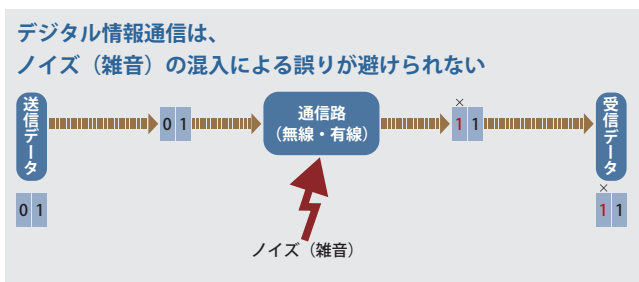 デジタル情報通信は、
ノイズ（雑音）の混入による誤りが避けられない
送信データ
0 1
0 1
通信路
（無線・有線）
×
1 1
受信データ
×
1 1
ノイズ（雑音）